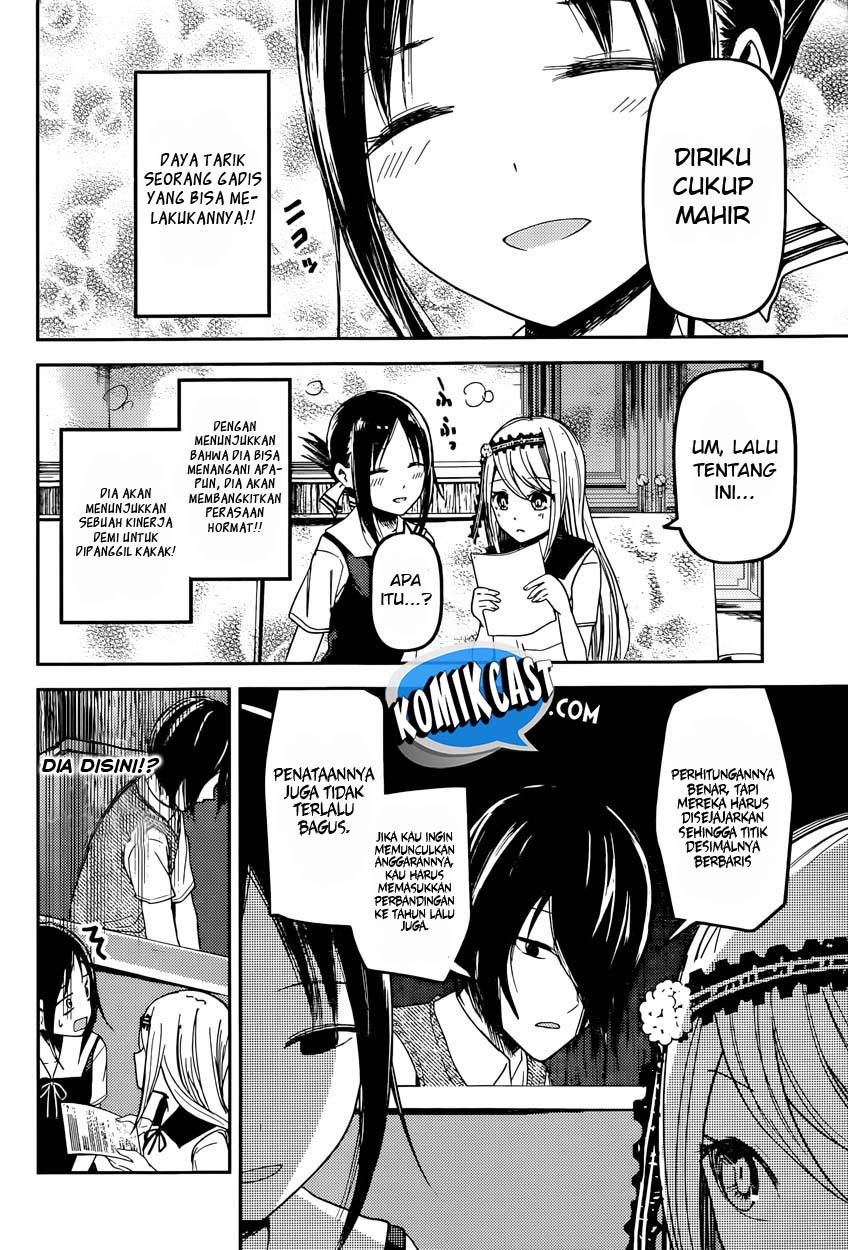 DIRIKU
CUKUP
MAHIR
DAYA TARIK
SEORANG GADIS
YANG BISA ME-
LAKUKANNYA!!
UM, LALU
TENTANG
INI...
ふふっ
APA
ITU...?
DENGAN
MENUNJUKKAN
BAHWA DIA BISA
MENANGANI APA-
PUN, DIA AKAN
MEMBANGKITKAN
PERASAAN
HORMAT!!
DIA AKAN
MENUNJUKKAN
SEBUAH KINERJA
DEMI UNTUK
DIPANGGIL KAKAK!
KOMIKCAST
.COM
PERHITUNGANNYA
BENAR, TAPI
MEREKA HARUS
DISEJAJARKAN
SEHINGGA TITIK
DESIMALNYA
BERBARIS
JIKA KAU INGIN
MEMUNCULKAN
ANGGARANNYA,
KAU HARUS
MEMASUKKAN
PERBANDINGAN
KE TAHUN LALU
JUGA.
PENATAANNYA
JUGA TIDAK
TERLALU
BAGUS.
DIA DISINI!?